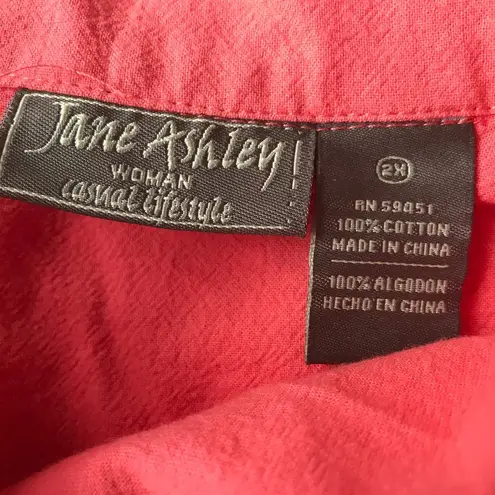 Jane Ashley
WOMAN
casual lifestyle
2X
RN 59451
100% COTTON
MADE IN CHINA
100% ALGODON
HECHO EN CHINA